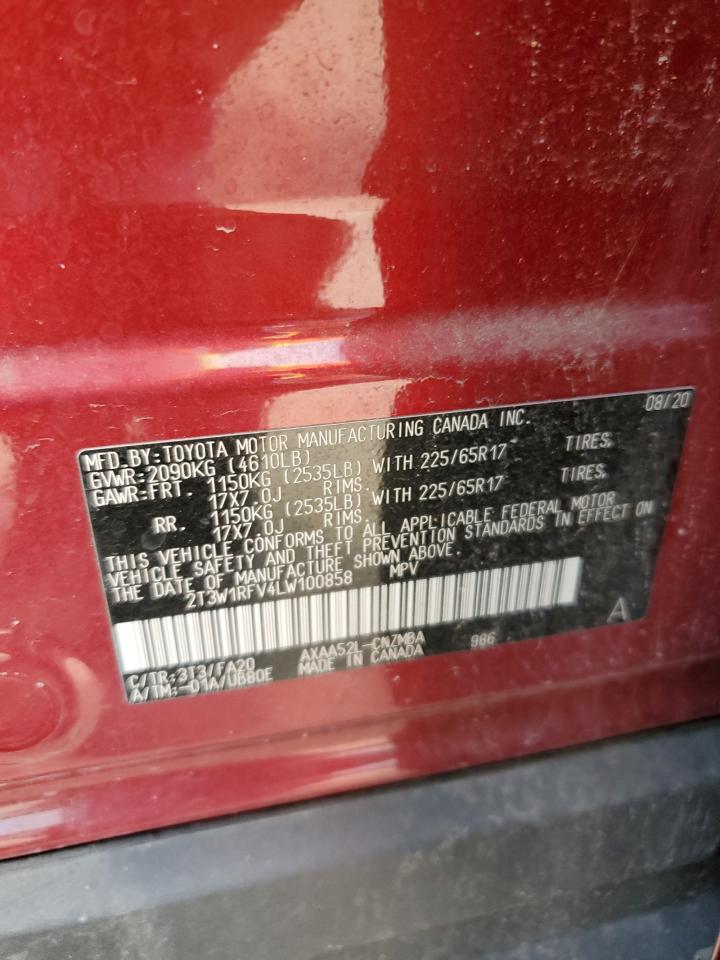 08/20
MFD.BY:TOYOTA MOTOR MANUFACTURING CANADA INC.
GVWR:2090KG (4610LB)
GAWR:FRT. 1150KG (2535LB) WITH 225/65R17 TIRES,
17X7.0J RIMS.
RR. 1150KG (2535LB) WITH 225/65R17 TIRES,
17X7.0J RIMS.
THIS VEHICLE CONFORMS TO ALL APPLICABLE FEDERAL MOTOR
VEHICLE SAFETY AND THEFT PREVENTION STANDARDS IN EFFECT ON
THE DATE OF MANUFACTURE SHOWN ABOVE.
2T3W1RFV4LW100858 MPV
A
C/TR:3T3/FA20 AXAA52L-CNZMBA 986
A/TM:-01A/UB80E MADE IN CANADA